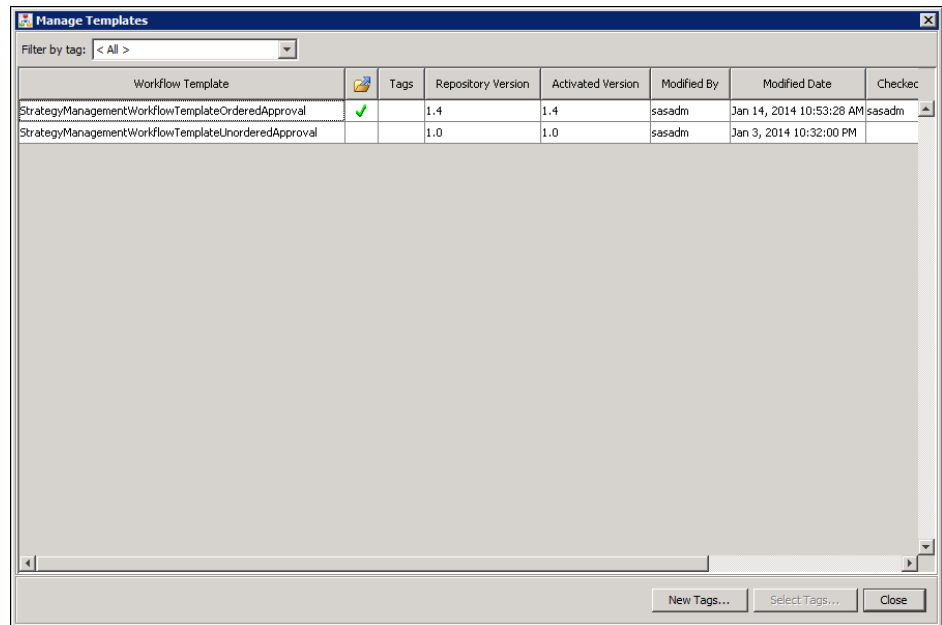 Manage Templates
Filter by tag: < All >
Workflow Template Tags Repository Version Activated Version Modified By Modified Date Checkec
StrategyManagementWorkflowTemplateOrderedApproval 1.4 1.4 sasadm Jan 14, 2014 10:53:28 AM sasadm
StrategyManagementWorkflowTemplateUnorderedApproval 1.0 1.0 sasadm Jan 3, 2014 10:32:00 PM
New Tags... Select Tags... Close